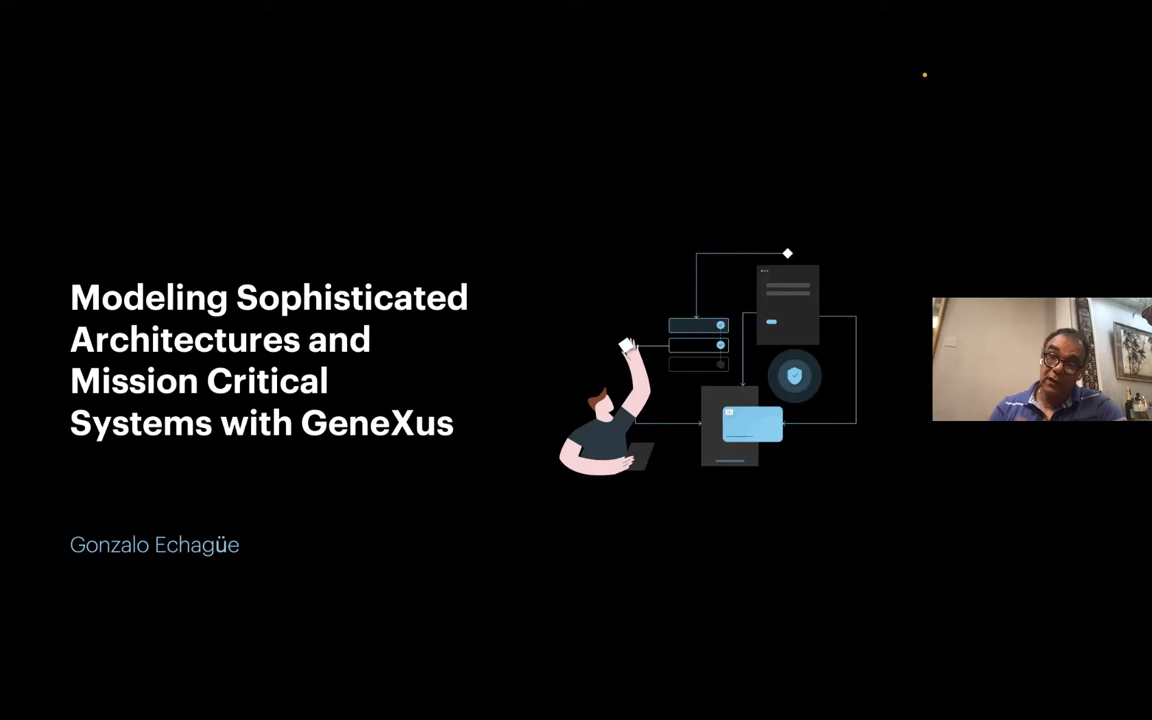 Modeling Sophisticated
Architectures and
Mission Critical
Systems with GeneXus
Gonzalo Echagüe